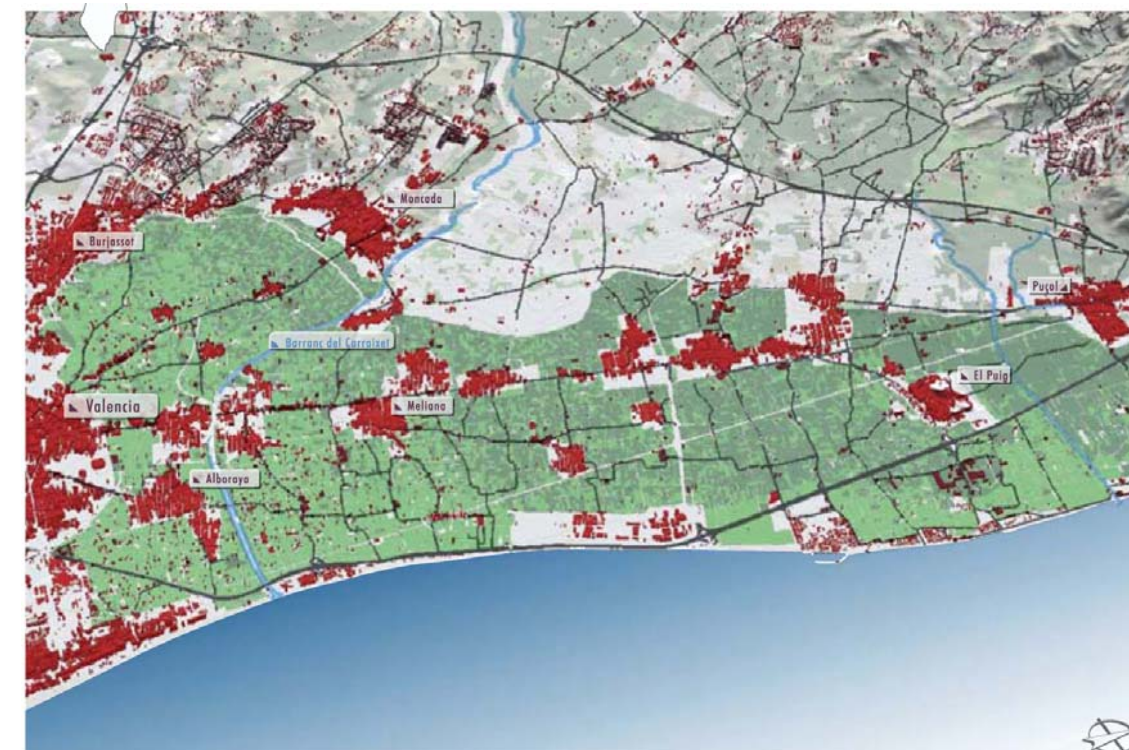 Moncada
Burjassot
Puçol
Barranc del Carraixet
El Puig
Valencia
Meliana
Alboraya